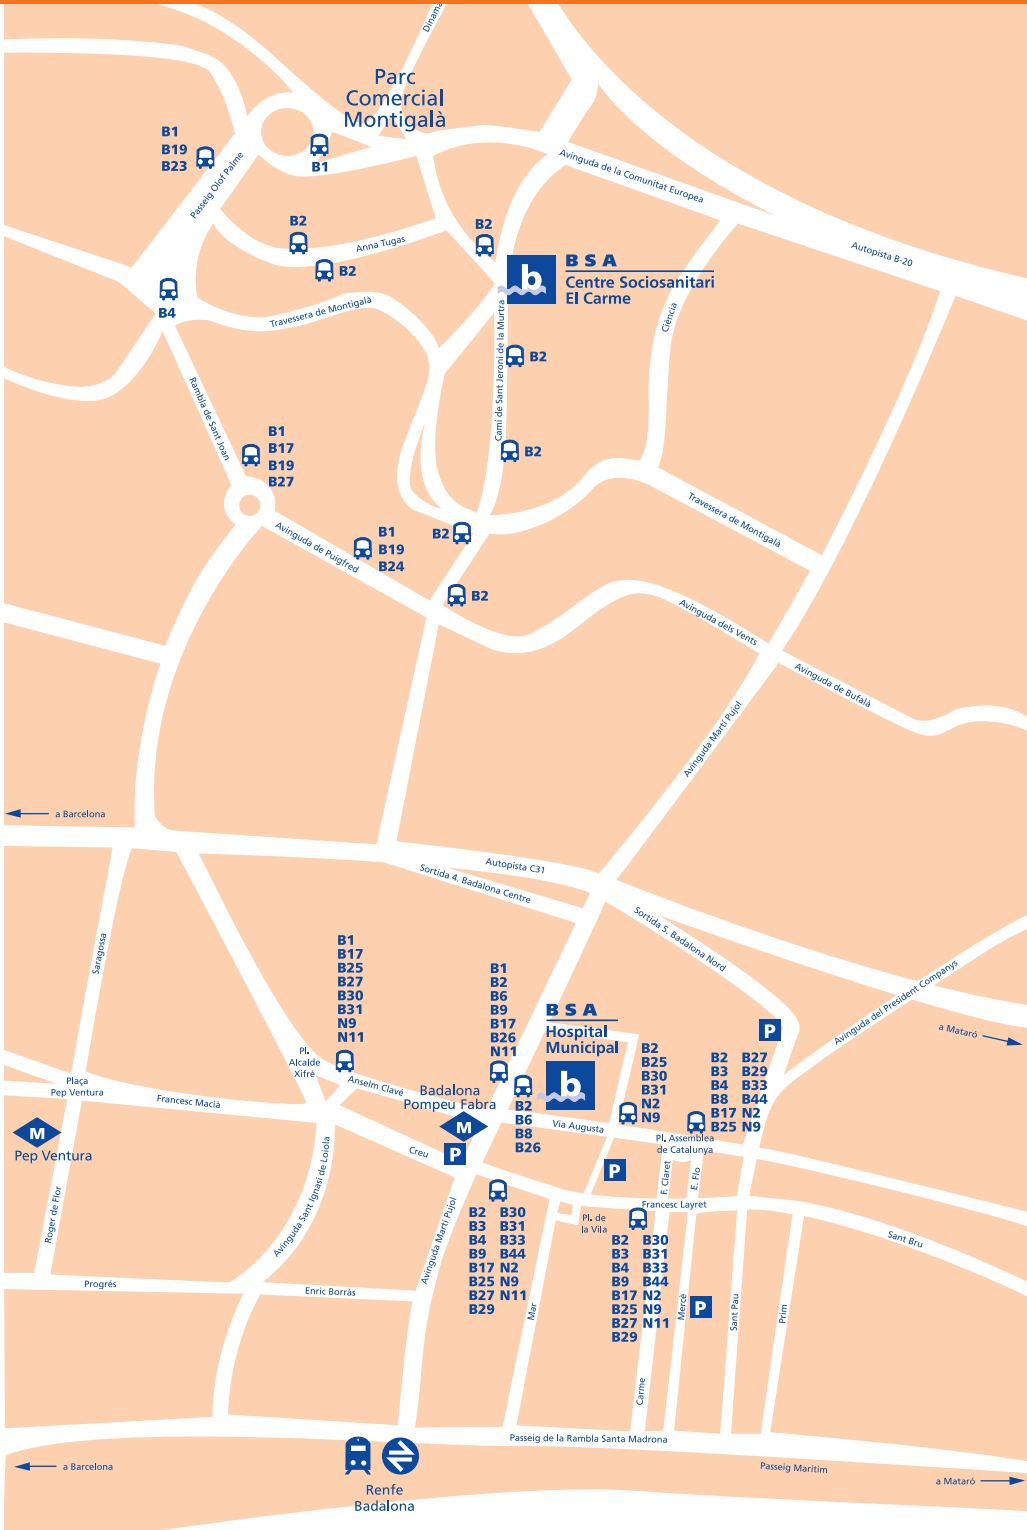 Dinama
Parc
Comercial
Montigalà
B1
B19
B23
B1
Passeig Olof Palme
Avinguda de la Comunitat Europea
B2
Anna Tugas
B2
B2
Autopista B-20
b
B S A
Centre Sociosanitari
El Carme
B4
Travessera de Montigalà
Ciència
Camí de Sant Jeroni de la Murtra
B2
Rambla de Sant Joan
B1
B17
B19
B27
B2
Travessera de Montigalà
Avinguda de Puigfred
B1
B19
B24
B2
B2
Avinguda dels Vents
Avinguda de Bufalà
Avinguda Martí Pujol
a Barcelona
Autopista C31
Sortida 4. Badalona Centre
Sortida 5. Badalona Nord
Saragossa
B1
B17
B25
B27
B30
B31
N9
N11
B1
B2
B6
B9
B17
B26
N11
B S A
Hospital
Municipal
b
Avinguda del President Companys
P
a Mataró
B2
B25
B30
B31
N2
N9
B2 B27
B3 B29
B4 B33
B8 B44
B17 N2
B25 N9
Pl.
Alcalde
Xifré
Anselm Clavé
Plaça
Pep Ventura
Francesc Macià
Badalona
Pompeu Fabra
M
B2
B6
B8
B26
Via Augusta
Pl. Assemblea
de Catalunya
M
Pep Ventura
Creu
P
P
F. Claret
E. Flo
Francesc Layret
Roger de Flor
Avinguda Sant Ignasi de Loiola
Avinguda Martí Pujol
B2 B30
B3 B31
B4 B33
B9 B44
B17 N2
B25 N9
B27 N11
B29
Pl. de
la Vila
B2 B30
B3 B31
B4 B33
B9 B44
B17 N2
B25 N9
B27 N11
B29
Sant Bru
Progrés
Enric Borràs
Mar
Mercè
P
Sant Pau
Prim
Carme
Passeig de la Rambla Santa Madrona
Passeig Marítim
a Barcelona
Renfe
Badalona
a Mataró